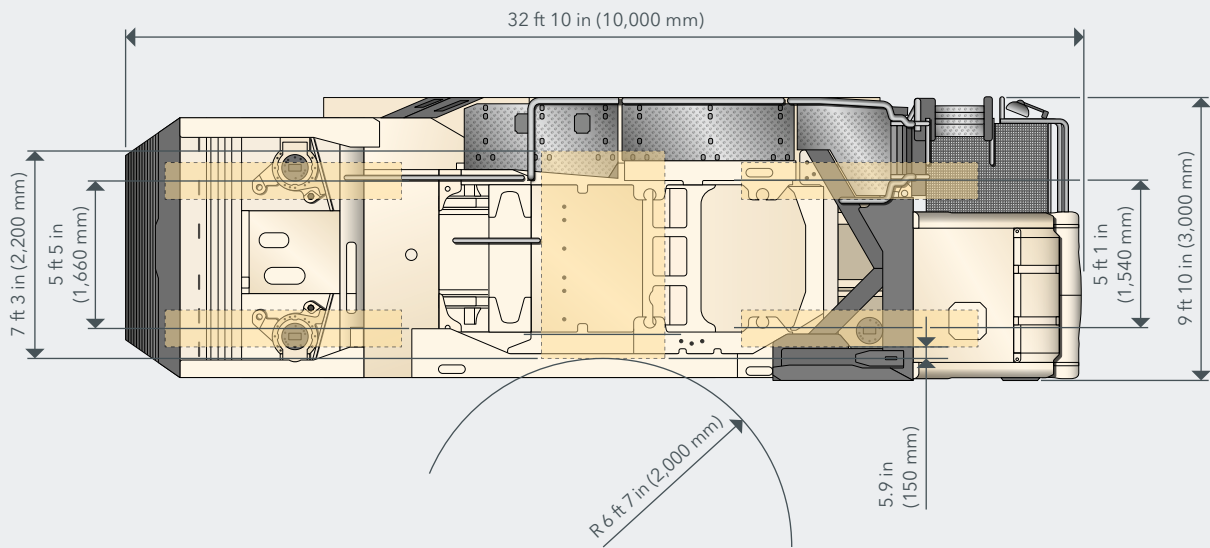 32 ft 10 in (10,000 mm)
7 ft 3 in (2,200 mm)
5 ft 5 in
(1,660 mm)
5 ft 1 in
(1,540 mm)
9 ft 10 in (3,000 mm)
R 6 ft 7 in (2,000 mm)
5.9 in
(150 mm)